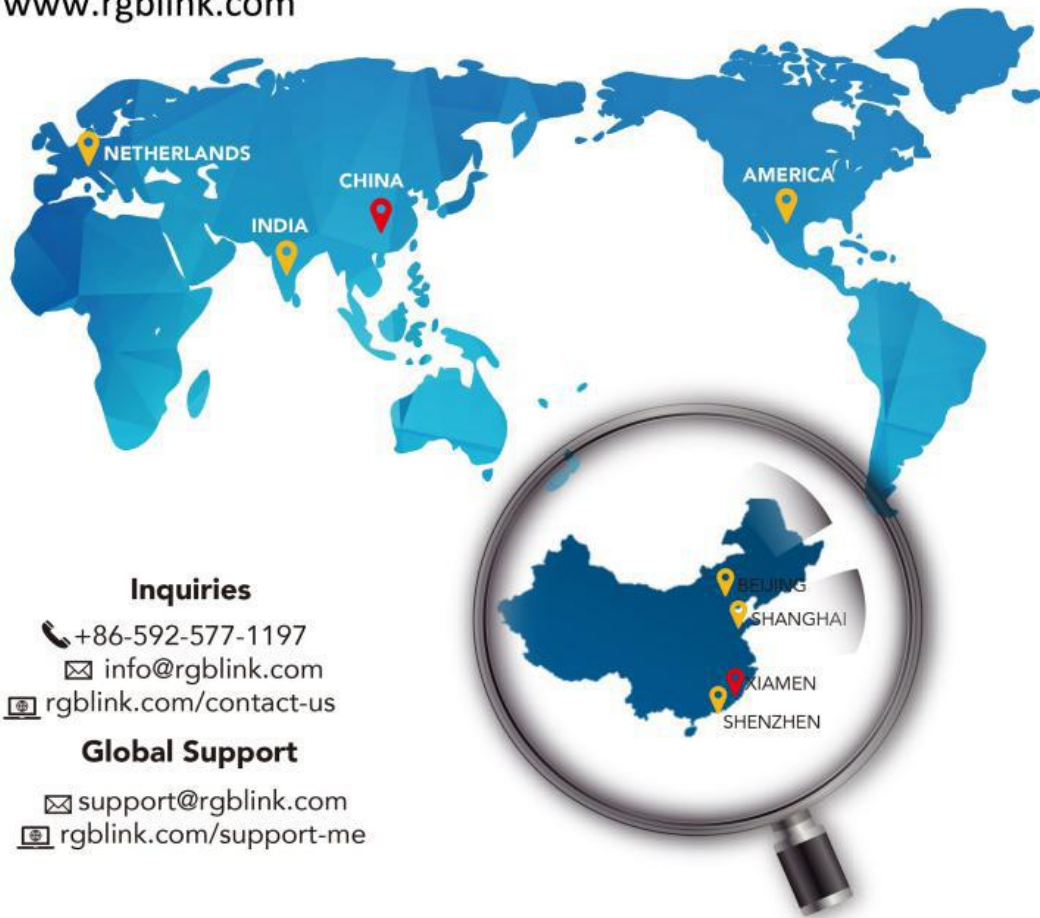 www.rgblink.com
NETHERLANDS
CHINA
INDIA
AMERICA
BEIJING
SHANGHAI
XIAMEN
SHENZHEN
Inquiries
+86-592-577-1197
info@rgblink.com
rgblink.com/contact-us
Global Support
support@rgblink.com
rgblink.com/support-me